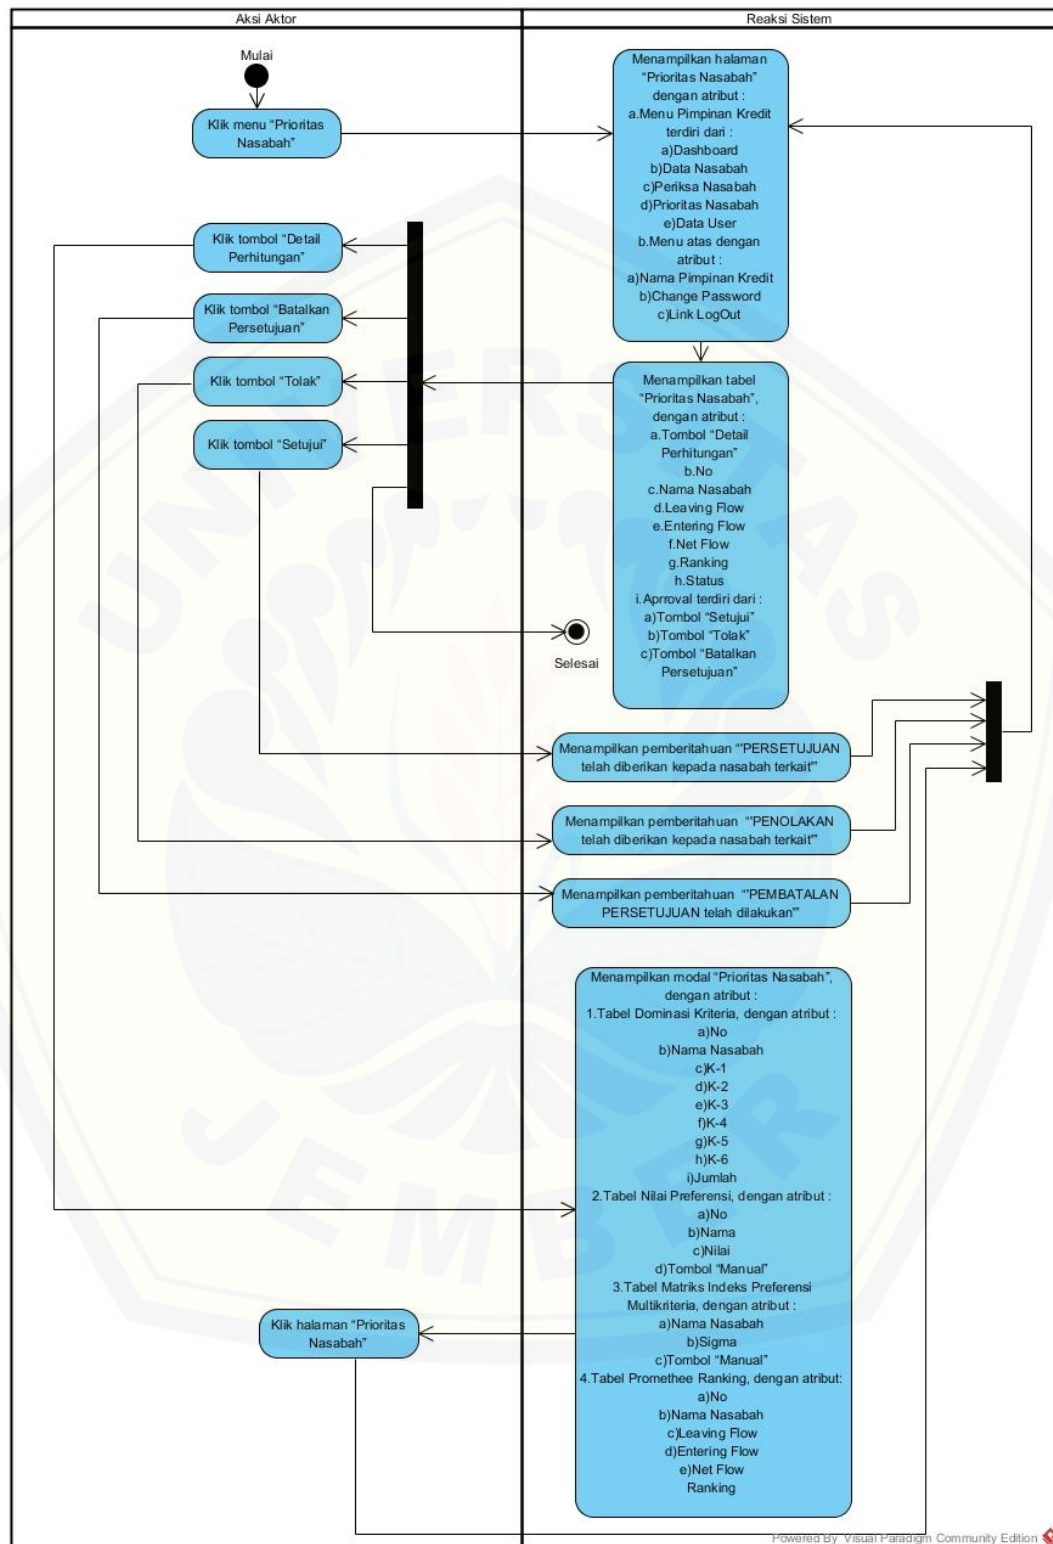 Aksi Aktor
Reaksi Sistem
Mulai
Klik menu “Prioritas
Nasabah”
Menampilkan halaman
“Prioritas Nasabah”
dengan atribut :
a.Menu Pimpinan Kredit
terdiri dari :
a)Dashboard
b)Data Nasabah
c)Periksa Nasabah
d)Prioritas Nasabah
e)Data User
b.Menu atas dengan
atribut :
a)Nama Pimpinan Kredit
b)Change Password
c)Link LogOut
Klik tombol “Detail
Perhitungan”
Klik tombol “Batalkan
Persetujuan”
Klik tombol “Tolak”
Klik tombol “Setujui”
Menampilkan tabel
“Prioritas Nasabah”,
dengan atribut :
a.Tombol “Detail
Perhitungan”
b.No
c.Nama Nasabah
d.Leaving Flow
e.Entering Flow
f.Net Flow
g.Ranking
h.Status
i.Aprroval terdiri dari :
a)Tombol “Setujui”
b)Tombol “Tolak”
c)Tombol “Batalkan
Persetujuan”
Selesai
Menampilkan pemberitahuan “"PERSETUJUAN
telah diberikan kepada nasabah terkait"”
Menampilkan pemberitahuan “"PENOLAKAN
telah diberikan kepada nasabah terkait"”
Menampilkan pemberitahuan “"PEMBATALAN
PERSETUJUAN telah dilakukan"”
Menampilkan modal “Prioritas Nasabah”,
dengan atribut :
1.Tabel Dominasi Kriteria, dengan atribut :
a)No
b)Nama Nasabah
c)K-1
d)K-2
e)K-3
f)K-4
g)K-5
h)K-6
i)Jumlah
2.Tabel Nilai Preferensi, dengan atribut :
a)No
b)Nama
c)Nilai
d)Tombol “Manual”
3.Tabel Matriks Indeks Preferensi
Multikriteria, dengan atribut :
a)Nama Nasabah
b)Sigma
c)Tombol “Manual”
4.Tabel Promethee Ranking, dengan atribut:
a)No
b)Nama Nasabah
c)Leaving Flow
d)Entering Flow
e)Net Flow
Ranking
Klik halaman “Prioritas
Nasabah”
UNIVERSITAS
JEMBER
Powered By Visual Paradigm Community Edition